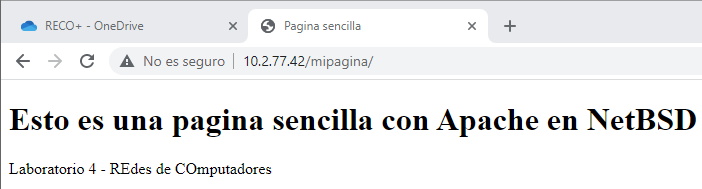 RECO+ - OneDrive
Pagina sencilla
No es seguro
10.2.77.42/mipagina/
Esto es una pagina sencilla con Apache en NetBSD
Laboratorio 4 - REdes de COmputadores